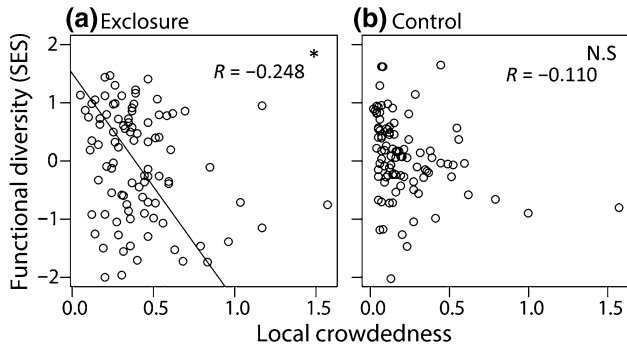 (a) Exclosure
(b) Control
Functional diversity (SES)
2
1
0
−1
−2
*
R = −0.248
N.S
R = −0.110
0.0 0.5 1.0 1.5
0.0 0.5 1.0 1.5
Local crowdedness